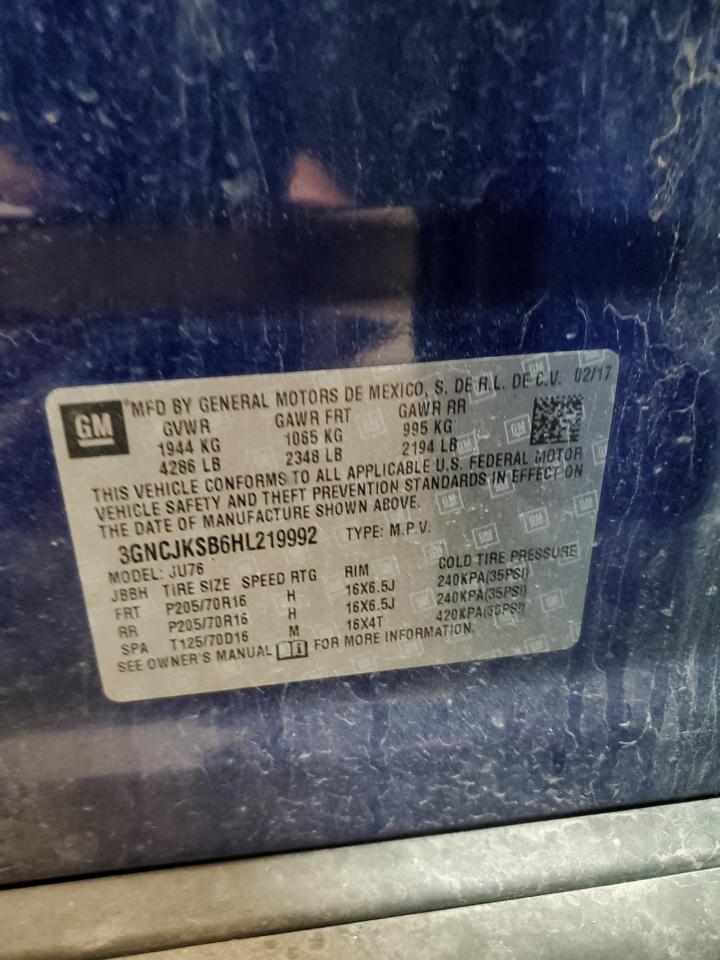 GM
MFD BY GENERAL MOTORS DE MEXICO, S. DE R.L. DE C.V. 02/17
GVWR GAWR FRT GAWR RR
1944 KG 1065 KG 995 KG
4286 LB 2348 LB 2194 LB
THIS VEHICLE CONFORMS TO ALL APPLICABLE U.S. FEDERAL MOTOR
VEHICLE SAFETY AND THEFT PREVENTION STANDARDS IN EFFECT ON
THE DATE OF MANUFACTURE SHOWN ABOVE.
3GNCJKSB6HL219992 TYPE: M.P.V.
MODEL: JU76
JBBH TIRE SIZE SPEED RTG RIM COLD TIRE PRESSURE
FRT P205/70R16 H 16X6.5J 240KPA(35PSI)
RR P205/70R16 H 16X6.5J 240KPA(35PSI)
SPA T125/70D16 M 16X4T 420KPA(60PSI)
SEE OWNER'S MANUAL FOR MORE INFORMATION.